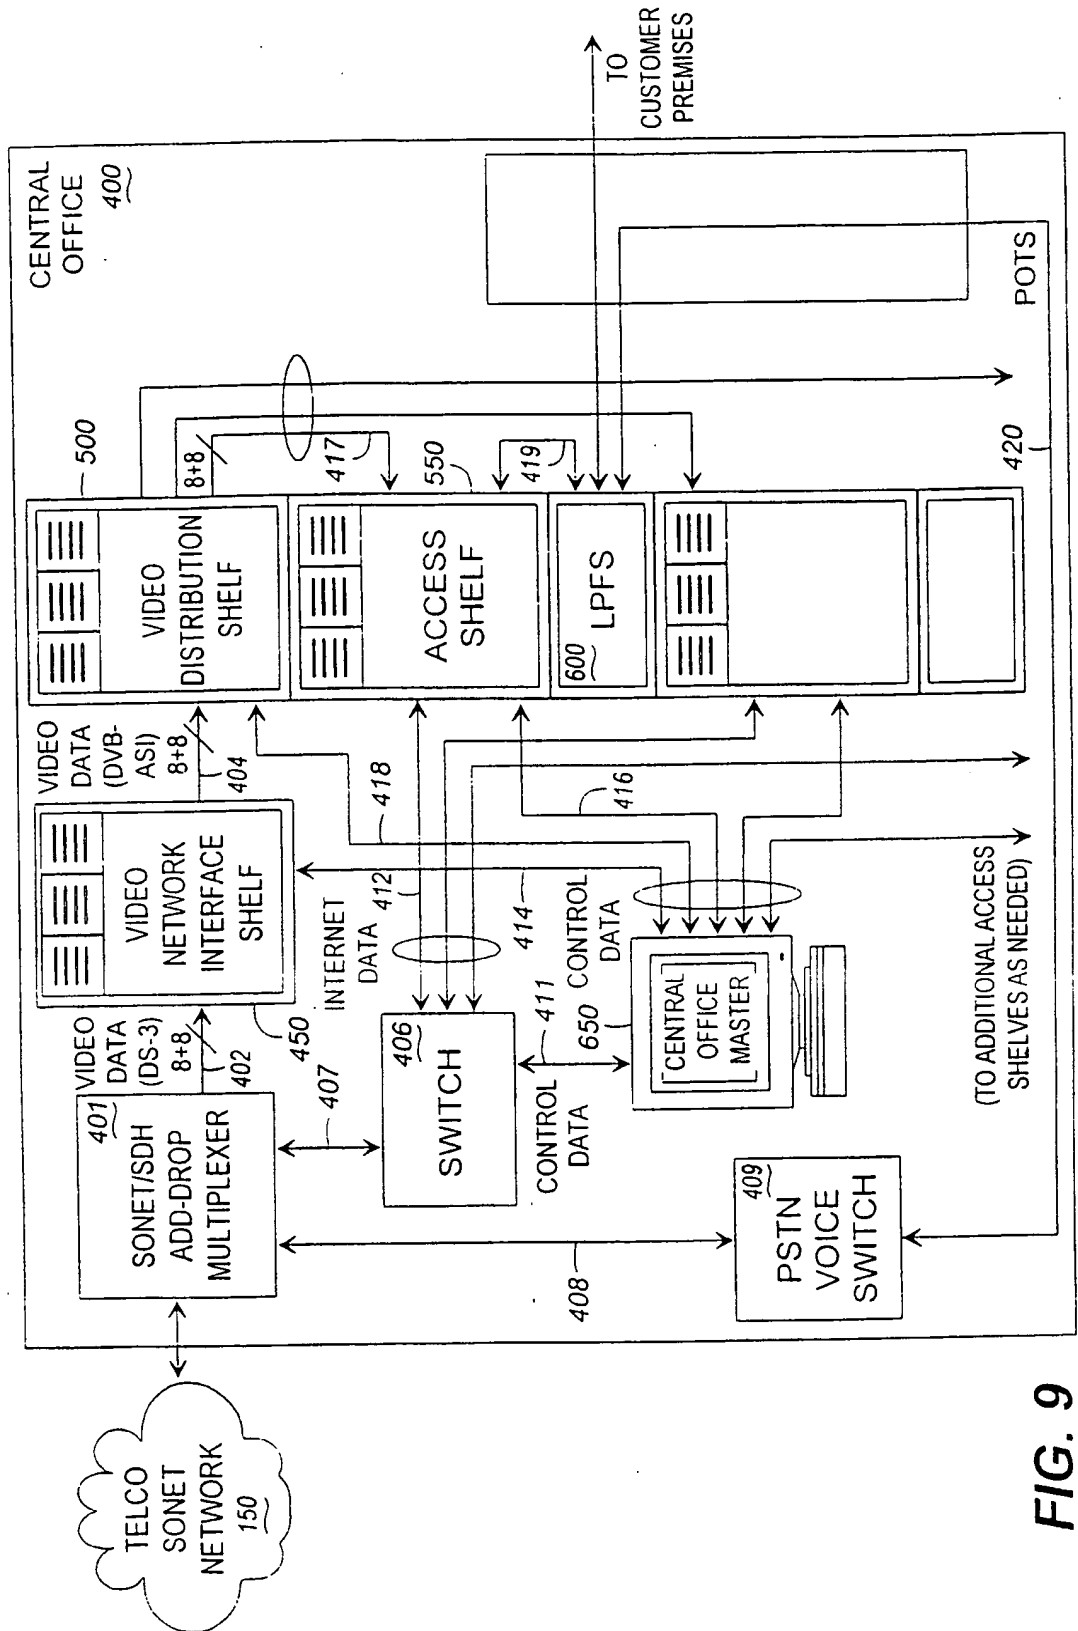 CENTRAL
OFFICE
400
TELCO
SONET
NETWORK
150
401
SONET/SDH
ADD-DROP
MULTIPLEXER
VIDEO DATA
(DS-3)
8+8
402
450
VIDEO
NETWORK
INTERFACE
SHELF
VIDEO
DATA
(DVB-
ASI)
8+8
404
500
VIDEO
DISTRIBUTION
SHELF
8+8
417
407
406
SWITCH
INTERNET
DATA
412
418
550
ACCESS
SHELF
419
600
LPFS
TO
CUSTOMER
PREMISES
CONTROL
DATA
411
414
CONTROL
DATA
416
650
CENTRAL
OFFICE
MASTER
408
409
PSTN
VOICE
SWITCH
(TO ADDITIONAL ACCESS
SHELVES AS NEEDED)
420
POTS
FIG. 9